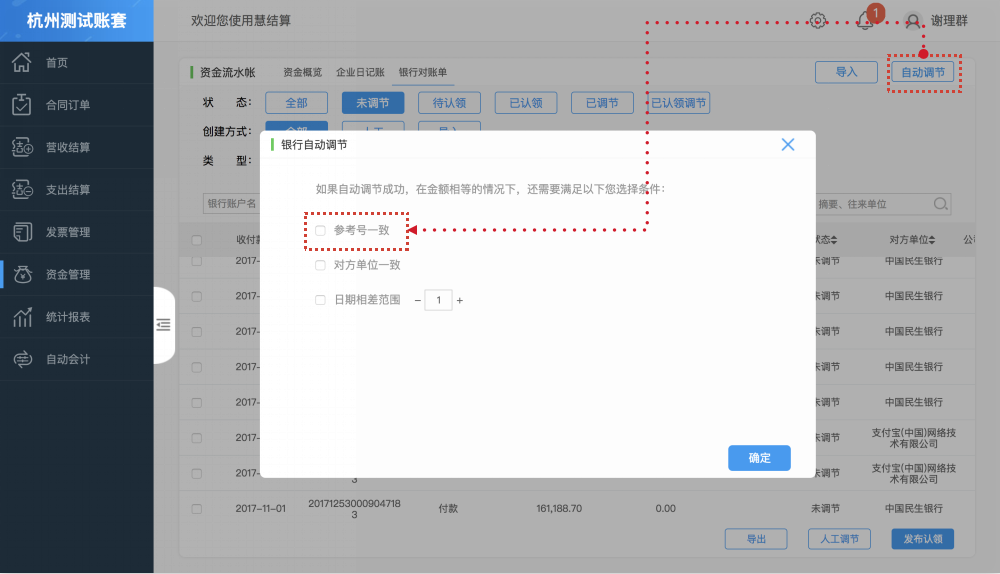 杭州测试账套
欢迎您使用慧结算
1
谢理群
首页
合同订单
营收结算
支出结算
发票管理
资金管理
统计报表
自动会计
资金流水帐 资金概览 企业日记账 银行对账单
导入 自动调节
状 态: 全部 未调节 待认领 已认领 已调节 已认领调节
创建方式: 全部 人工 导入
类 型:
银行账户名 摘要、往来单位
银行自动调节
如果自动调节成功，在金额相等的情况下，还需要满足以下您选择条件：
参考号一致
对方单位一致
日期相差范围 − 1 +
确定
收付款 状态 对方单位 公司
2017- 未调节 中国民生银行
2017- 未调节 中国民生银行
2017- 未调节 中国民生银行
2017- 未调节 中国民生银行
2017- 未调节 中国民生银行
2017- 未调节 支付宝(中国)网络技
术有限公司
2017- 3 未调节 支付宝(中国)网络技
术有限公司
2017-11-01 20171253000904718
3 付款 161,188.70 0.00 未调节 中国民生银行
导出 人工调节 发布认领